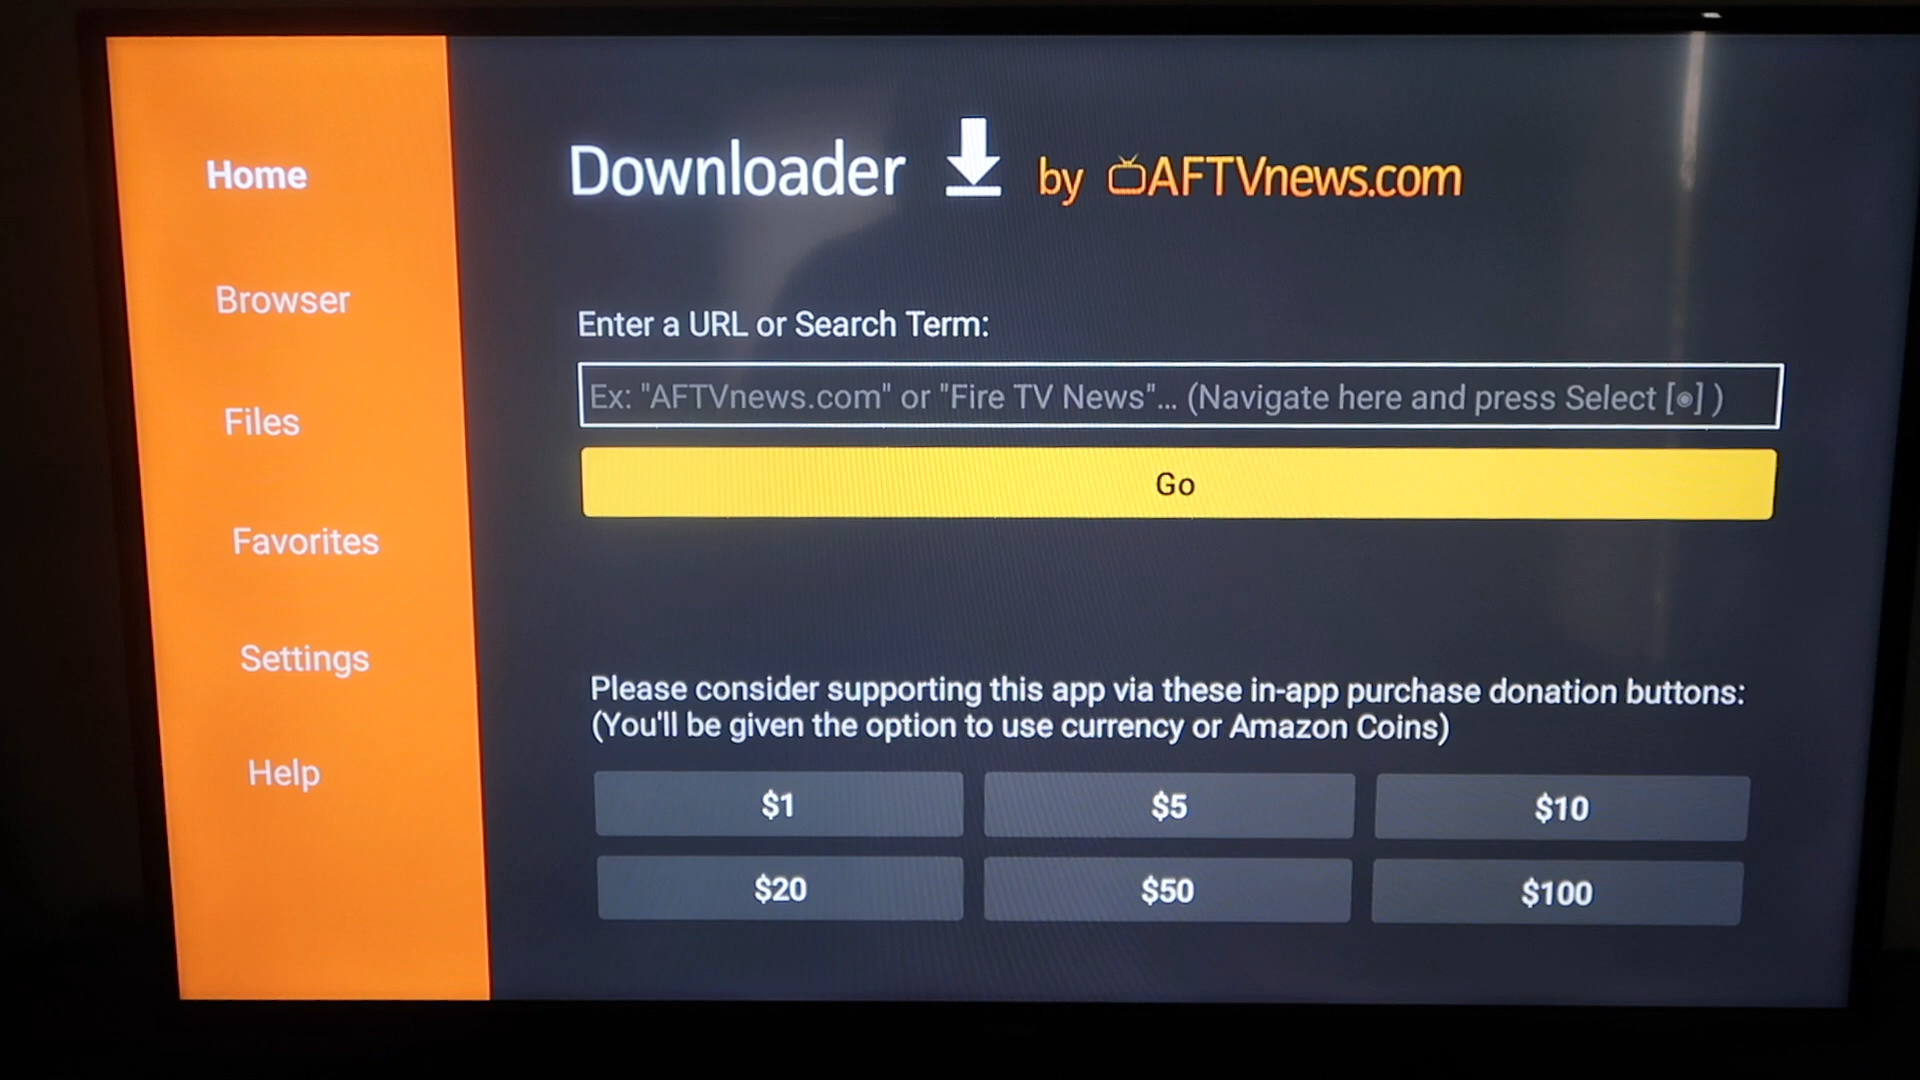 Home
Browser
Files
Favorites
Settings
Help
Downloader by AFTVnews.com
Enter a URL or Search Term:
Ex: "AFTVnews.com" or "Fire TV News"... (Navigate here and press Select [◉] )
Go
Please consider supporting this app via these in-app purchase donation buttons:
(You'll be given the option to use currency or Amazon Coins)
$1 $5 $10
$20 $50 $100